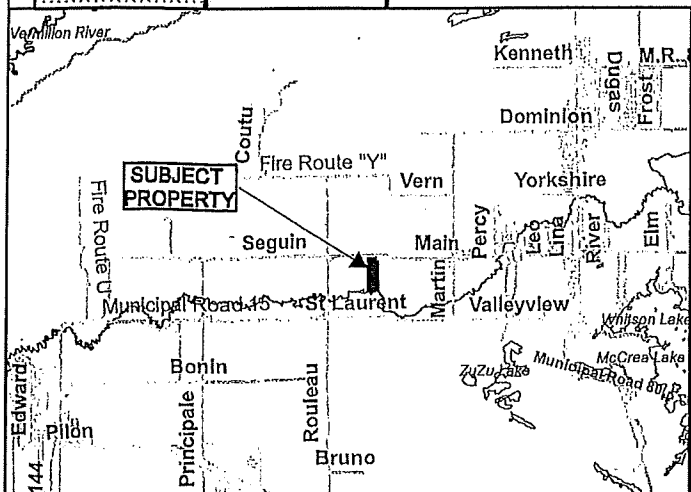 Vermilion River
Kenneth
M.R.
Dugas
Frost
Dominion
Coutu
Fire Route "Y"
SUBJECT
PROPERTY
Vern
Yorkshire
Fire Route U
Seguin
Main
Percy
Leo
Lina
River
Elm
Martin
Municipal Road 15
St Laurent
Valleyview
Whitson Lake
Bonin
ZuZu Lake
McCrea Lake
Municipal Road 80
Edward
Pilon
Principale
Rouleau
Bruno
144